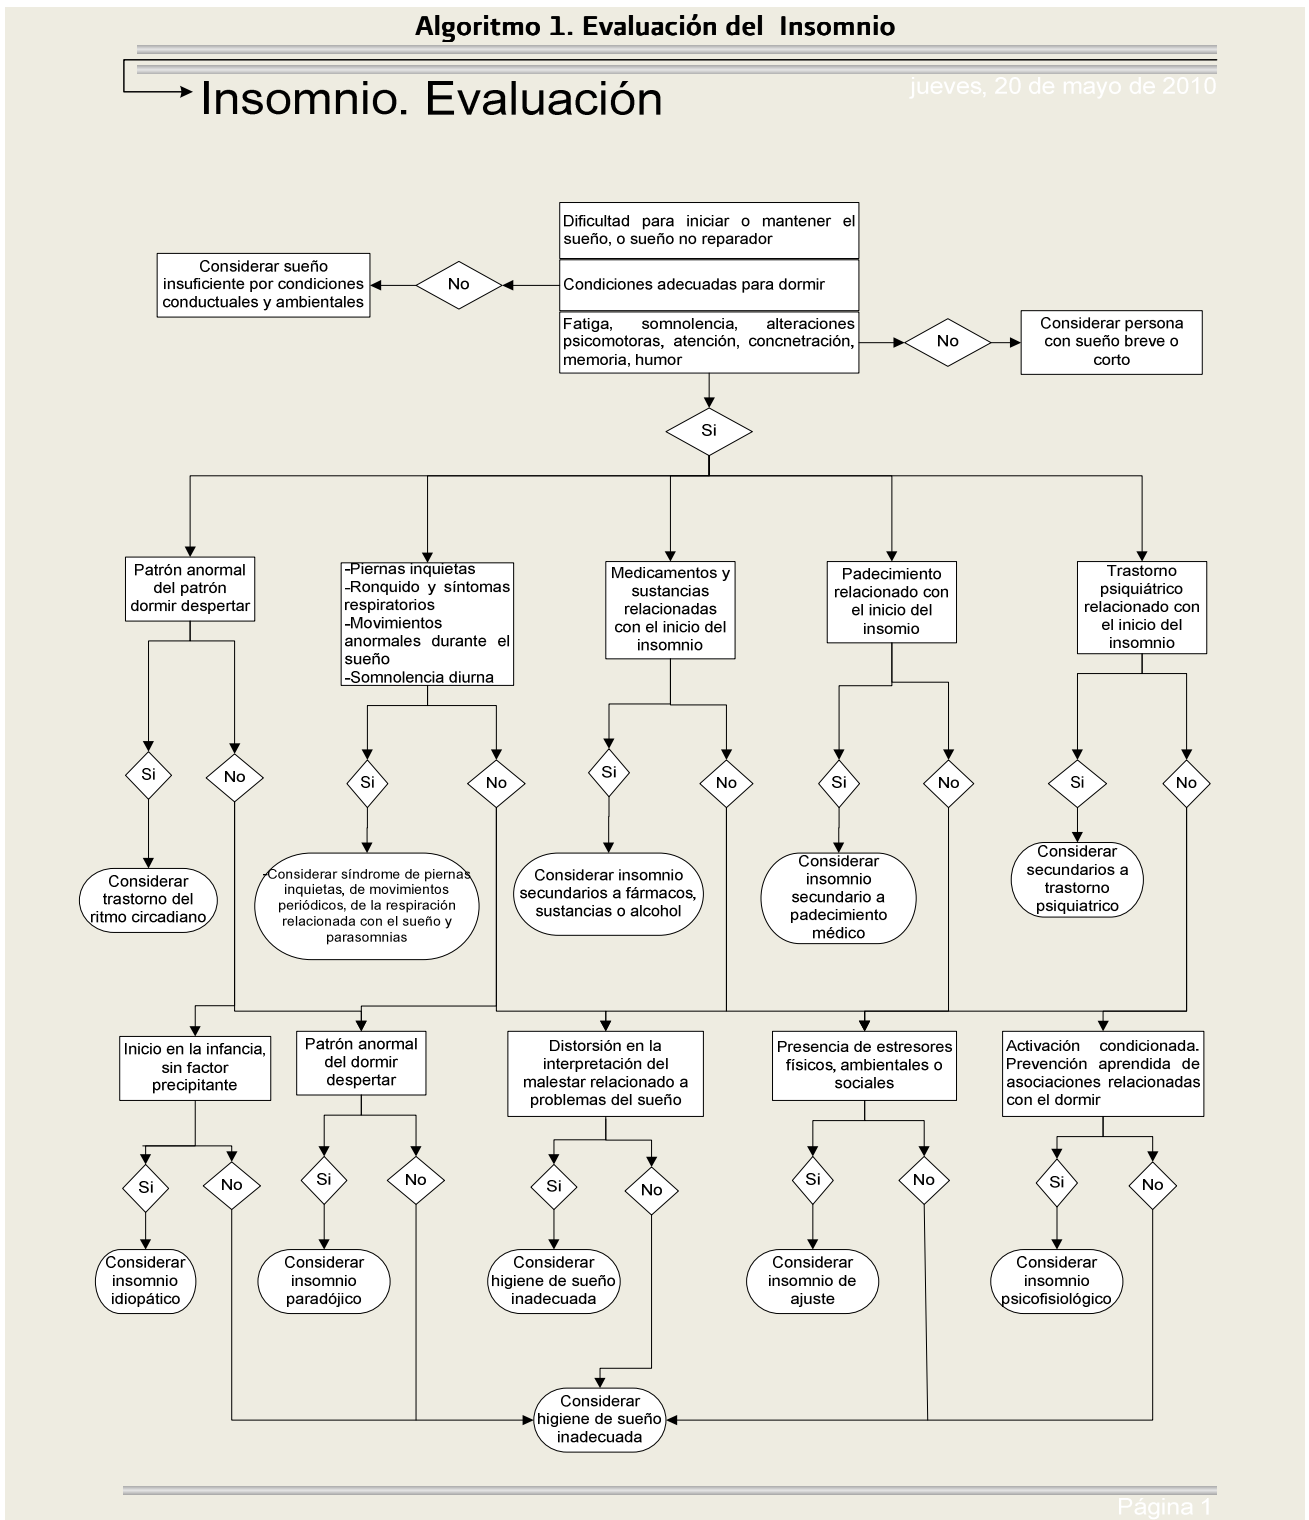 Algoritmo 1. Evaluación del Insomnio
Insomnio. Evaluación
jueves, 20 de mayo de 2010
Dificultad para iniciar o mantener el
sueño, o sueño no reparador
Considerar sueño
insuficiente por condiciones
conductuales y ambientales
No
Condiciones adecuadas para dormir
Fatiga, somnolencia, alteraciones
psicomotoras, atención, concnetración,
memoria, humor
No
Considerar persona
con sueño breve o
corto
Si
Patrón anormal
del patrón
dormir despertar
-Piernas inquietas
-Ronquido y síntomas
respiratorios
-Movimientos
anormales durante el
sueño
-Somnolencia diurna
Medicamentos y
sustancias
relacionadas
con el inicio del
insomnio
Padecimiento
relacionado con
el inicio del
insomio
Trastorno
psiquiátrico
relacionado con
el inicio del
insomnio
Si
No
Si
No
Si
No
Si
No
Si
No
Considerar
trastorno del
ritmo circadiano
-Considerar síndrome de piernas
inquietas, de movimientos
periódicos, de la respiración
relacionada con el sueño y
parasomnias
Considerar insomnio
secundarios a fármacos,
sustancias o alcohol
Considerar
insomnio
secundario a
padecimiento
médico
Considerar
secundarios a
trastorno
psiquiatrico
Inicio en la infancia,
sin factor
precipitante
Patrón anormal
del dormir
despertar
Distorsión en la
interpretación del
malestar relacionado a
problemas del sueño
Presencia de estresores
físicos, ambientales o
sociales
Activación condicionada.
Prevención aprendida de
asociaciones relacionadas
con el dormir
Si
No
Si
No
Si
No
Si
No
Si
No
Considerar
insomnio
idiopático
Considerar
insomnio
paradójico
Considerar
higiene de sueño
inadecuada
Considerar
insomnio de
ajuste
Considerar
insomnio
psicofisiológico
Considerar
higiene de sueño
inadecuada
Página 1